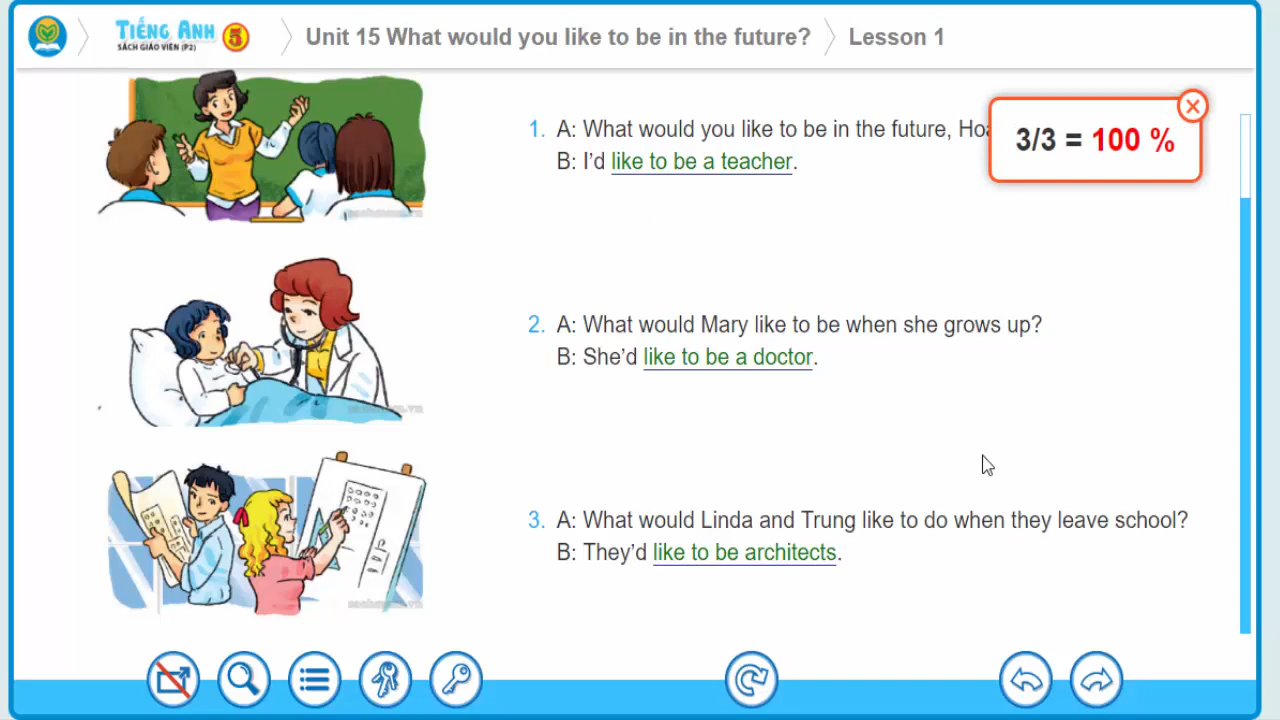 TIẾNG ANH 5
SÁCH GIÁO VIÊN (P2)
Unit 15 What would you like to be in the future?
Lesson 1
3/3 = 100 %
1. A: What would you like to be in the future,
B: I'd like to be a teacher.
2. A: What would Mary like to be when she grows up?
B: She'd like to be a doctor.
3. A: What would Linda and Trung like to do when they leave school?
B: They'd like to be architects.